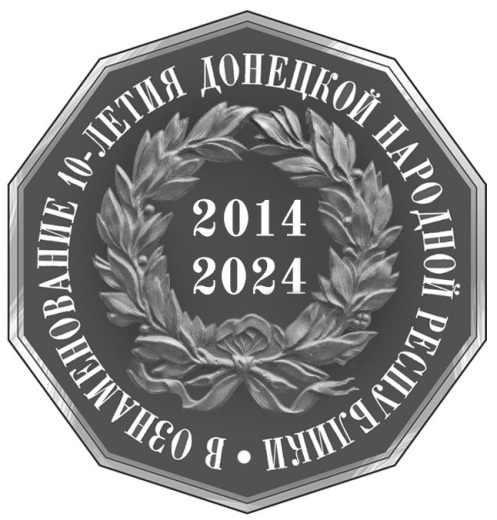 В ОЗНАМЕНОВАНИЕ 10-ЛЕТИЯ ДОНЕЦКОЙ НАРОДНОЙ РЕСПУБЛИКИ •
2014
2024